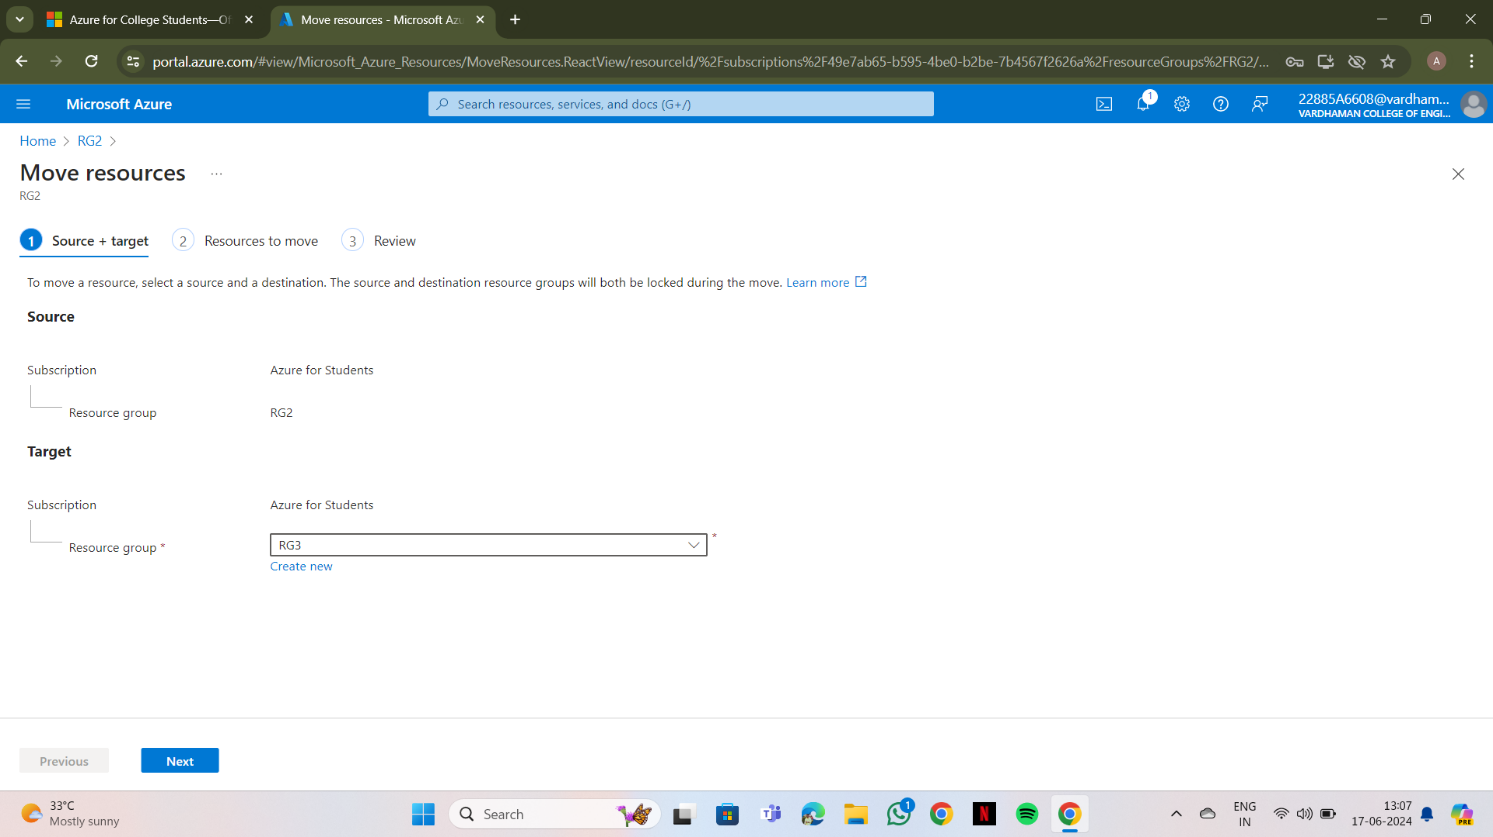 Azure for College Students—Of
Move resources - Microsoft Azu
portal.azure.com/#view/Microsoft_Azure_Resources/MoveResources.ReactView/resourceId/%2Fsubscriptions%2F49e7ab65-b595-4be0-b2be-7b4567f2626a%2FresourceGroups%2FRG2/...
A
Microsoft Azure
Search resources, services, and docs (G+/)
1
22885A6608@vardham...
VARDHAMAN COLLEGE OF ENGI...
Home > RG2 >
Move resources ...
RG2
1 Source + target 2 Resources to move 3 Review
To move a resource, select a source and a destination. The source and destination resource groups will both be locked during the move. Learn more
Source
Subscription Azure for Students
Resource group RG2
Target
Subscription Azure for Students
Resource group * RG3 *
Create new
Previous Next
33°C
Mostly sunny
Search
1
ENG
IN
13:07
17-06-2024
PRE